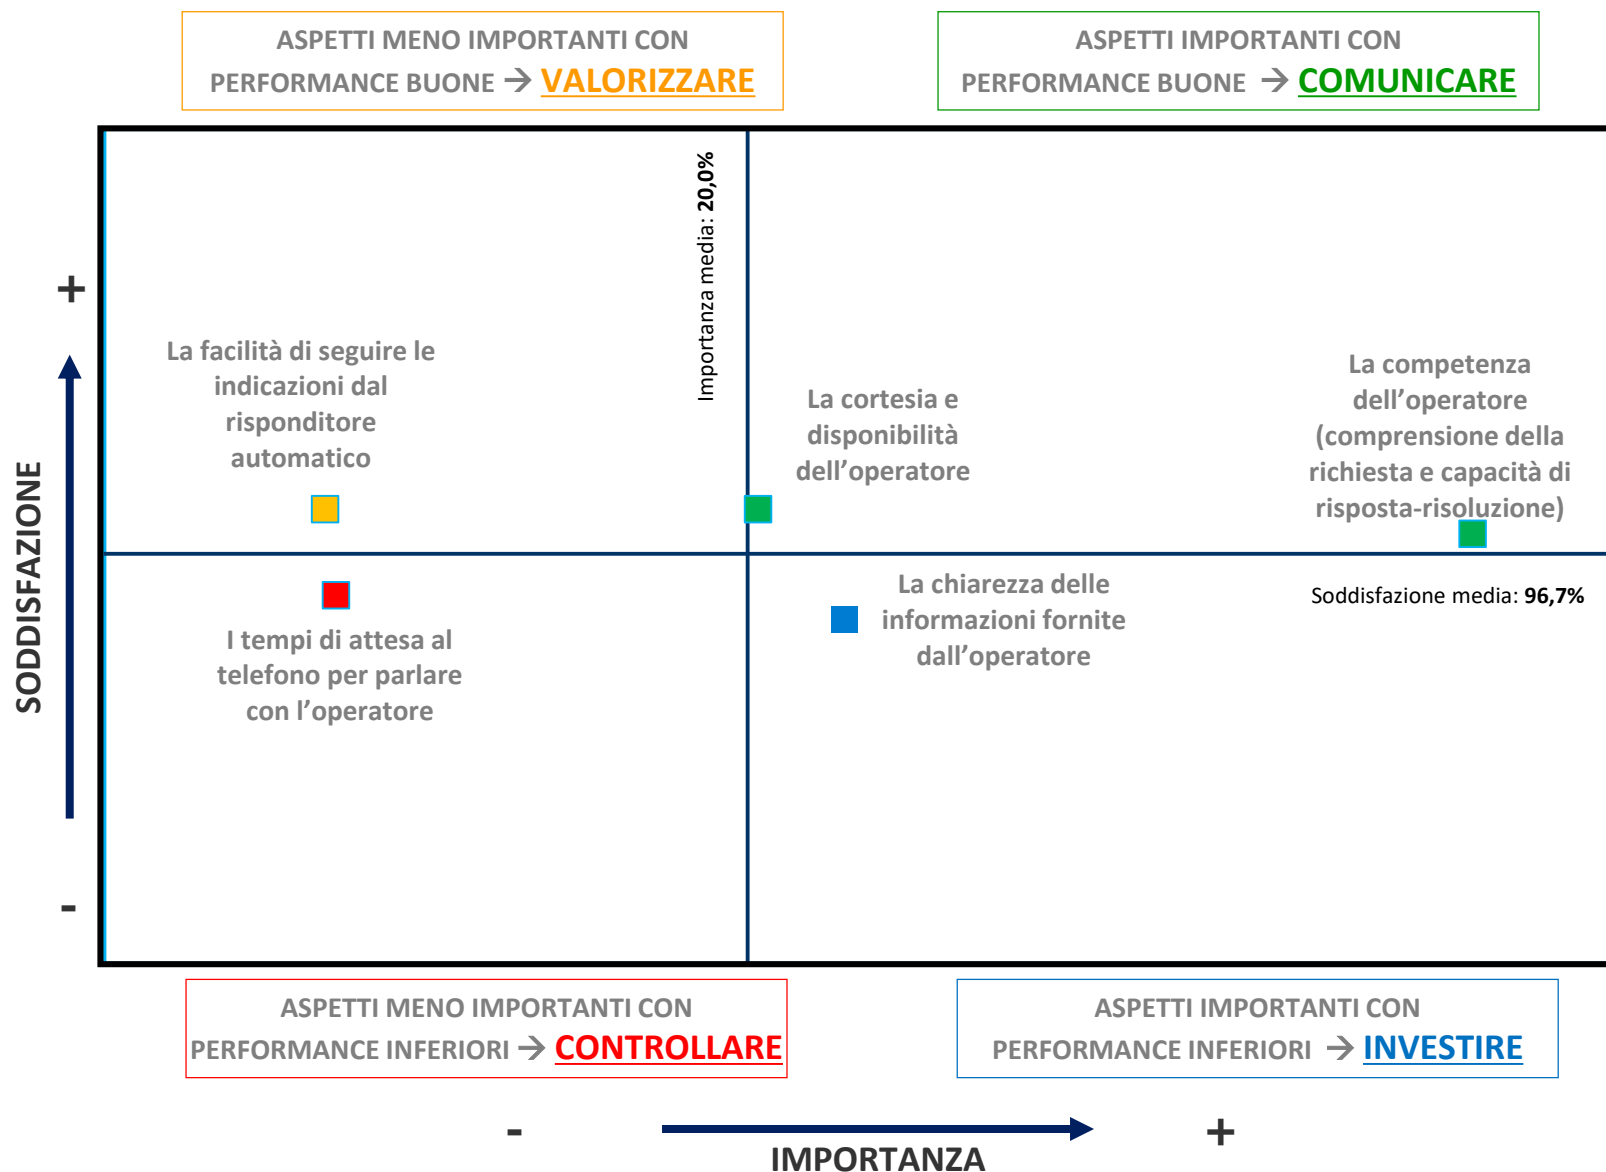 ASPETTI MENO IMPORTANTI CON
PERFORMANCE BUONE → VALORIZZARE
ASPETTI IMPORTANTI CON
PERFORMANCE BUONE → COMUNICARE
Importanza media: 20,0%
+
SODDISFAZIONE
-
La facilità di seguire le
indicazioni dal
risponditore
automatico
La cortesia e
disponibilità
dell'operatore
La competenza
dell'operatore
(comprensione della
richiesta e capacità di
risposta-risoluzione)
I tempi di attesa al
telefono per parlare
con l'operatore
La chiarezza delle
informazioni fornite
dall'operatore
Soddisfazione media: 96,7%
ASPETTI MENO IMPORTANTI CON
PERFORMANCE INFERIORI → CONTROLLARE
ASPETTI IMPORTANTI CON
PERFORMANCE INFERIORI → INVESTIRE
-
+
IMPORTANZA